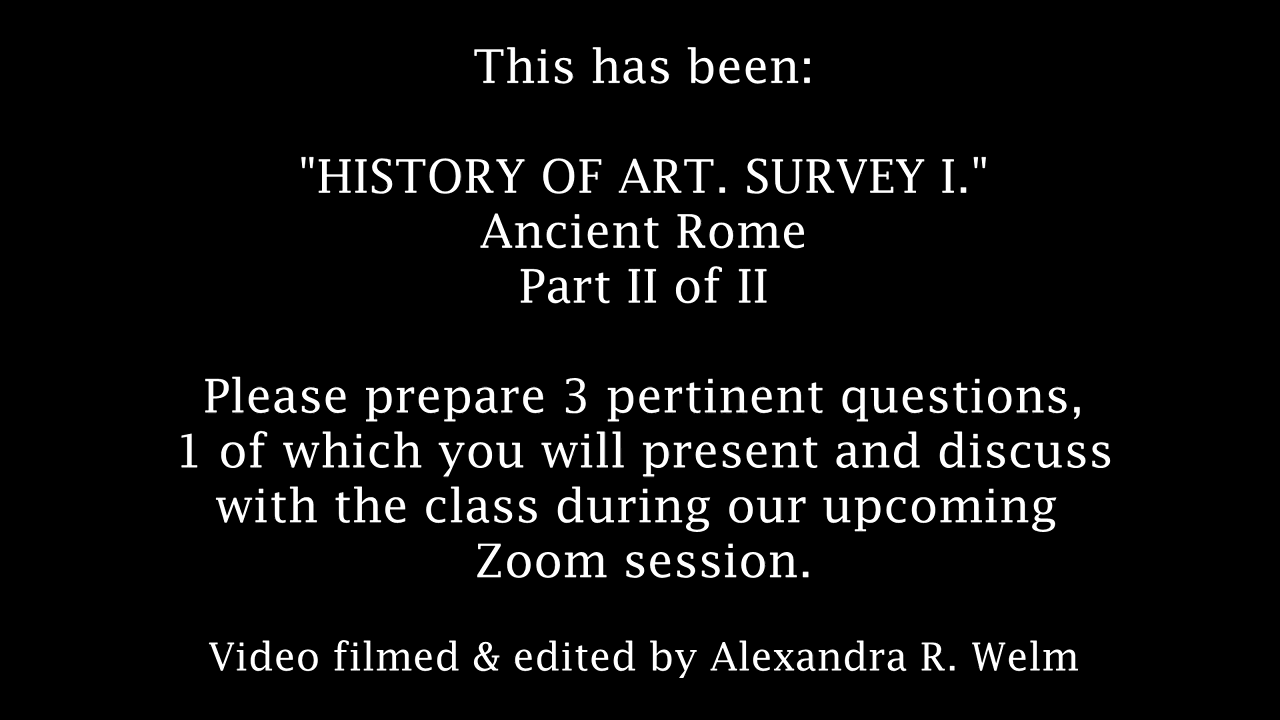 This has been:
"HISTORY OF ART. SURVEY I."
Ancient Rome
Part II of II
Please prepare 3 pertinent questions,
1 of which you will present and discuss
with the class during our upcoming
Zoom session.
Video filmed & edited by Alexandra R. Welm